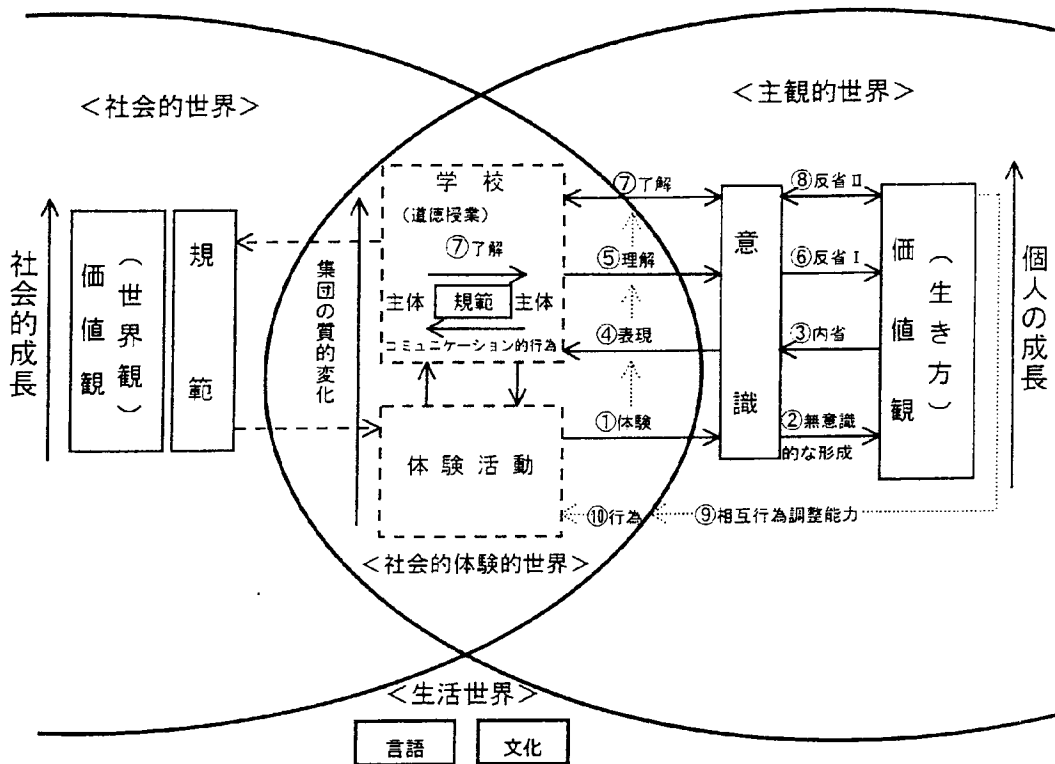 <社会的世界>
<主観的世界>
社会的成長
価値観
(世界観)
規範
集団の質的変化
学校
(道徳授業)
⑦了解
主体 規範 主体
コミュニケーション的行為
体験活動
<社会的体験的世界>
⑦了解
⑤理解
④表現
①体験
意識
⑧反省Ⅱ
⑥反省Ⅰ
③内省
②無意識
的な形成
価値観
(生き方)
個人の成長
⑩行為
⑨相互行為調整能力
<生活世界>
言語
文化